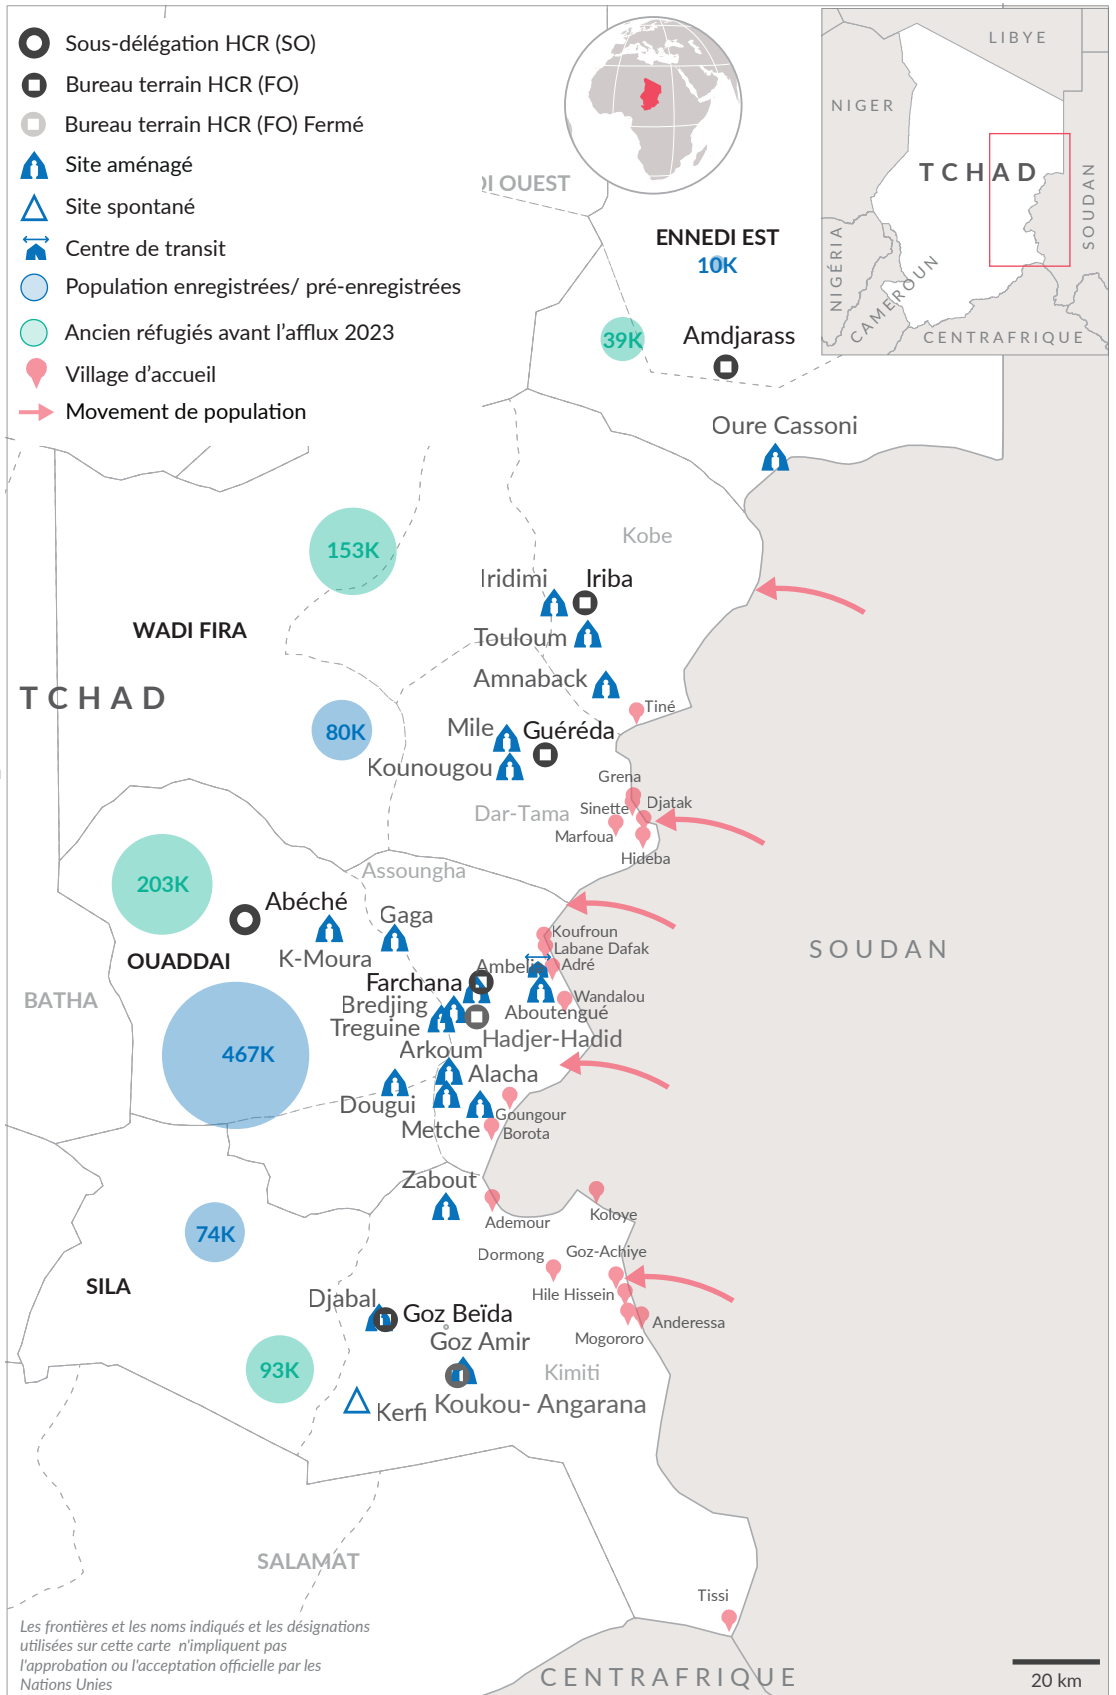 Sous-délégation HCR (SO)
Bureau terrain HCR (FO)
Bureau terrain HCR (FO) Fermé
Site aménagé
Site spontané
Centre de transit
Population enregistrées/ pré-enregistrées
Ancien réfugiés avant l'afflux 2023
Village d'accueil
Movement de population
LIBYE
NIGER
TCHAD
SOUDAN
NIGÉRIA
CAMEROUN
CENTRAFRIQUE
DI OUEST
ENNEDI EST
10K
39K
Amdjarass
Oure Cassoni
Kobe
153K
Iridimi
Iriba
WADI FIRA
Touloum
Amnaback
TCHAD
Tiné
80K
Mile
Guéréda
Kounougou
Grena
Dar-Tama
Sinette
Djatak
Marfoua
Hideba
Assoungha
203K
Abéché
Gaga
K-Moura
OUADDAI
Koufroun
Labane Dafak
Ambelia
Adré
SOUDAN
BATHA
Farchana
Wandalou
Bredjing
Aboutengué
Treguine
Hadjer-Hadid
467K
Arkoum
Alacha
Dougui
Goungour
Metche
Borota
Zabout
Ademour
Koloye
74K
Dormong
Goz-Achiye
SILA
Hile Hissein
Djabal
Goz Beïda
Anderessa
Mogororo
Goz Amir
93K
Kimiti
Kerfi
Koukou- Angarana
SALAMAT
Tissi
Les frontières et les noms indiqués et les désignations
utilisées sur cette carte n'impliquent pas
l'approbation ou l'acceptation officielle par les
Nations Unies
CENTRAFRIQUE
20 km